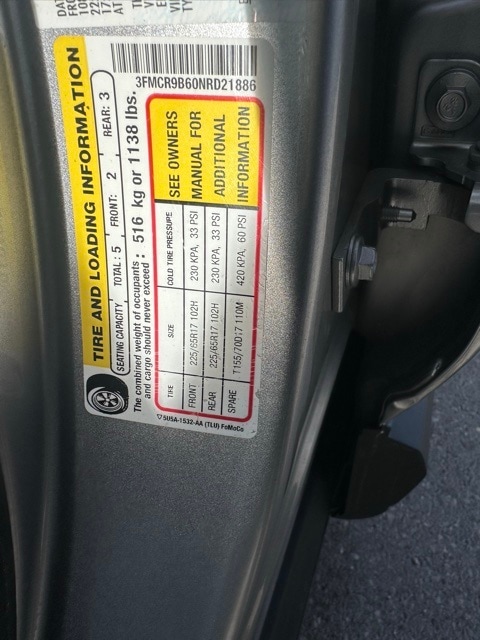 3FMCR9B60NRD21886
TIRE AND LOADING INFORMATION
SEATING CAPACITY TOTAL : 5 FRONT: 2 REAR: 3
The combined weight of occupants : 516 kg or 1138 lbs.
and cargo should never exceed
TIRE SIZE COLD TIRE PRESSURE
FRONT 225/65R17 102H 230 KPA, 33 PSI
REAR 225/65R17 102H 230 KPA, 33 PSI
SPARE T155/70D17 110M 420 KPA, 60 PSI
SEE OWNERS
MANUAL FOR
ADDITIONAL
INFORMATION
5U5A-1532-AA (TLU) FoMoCo